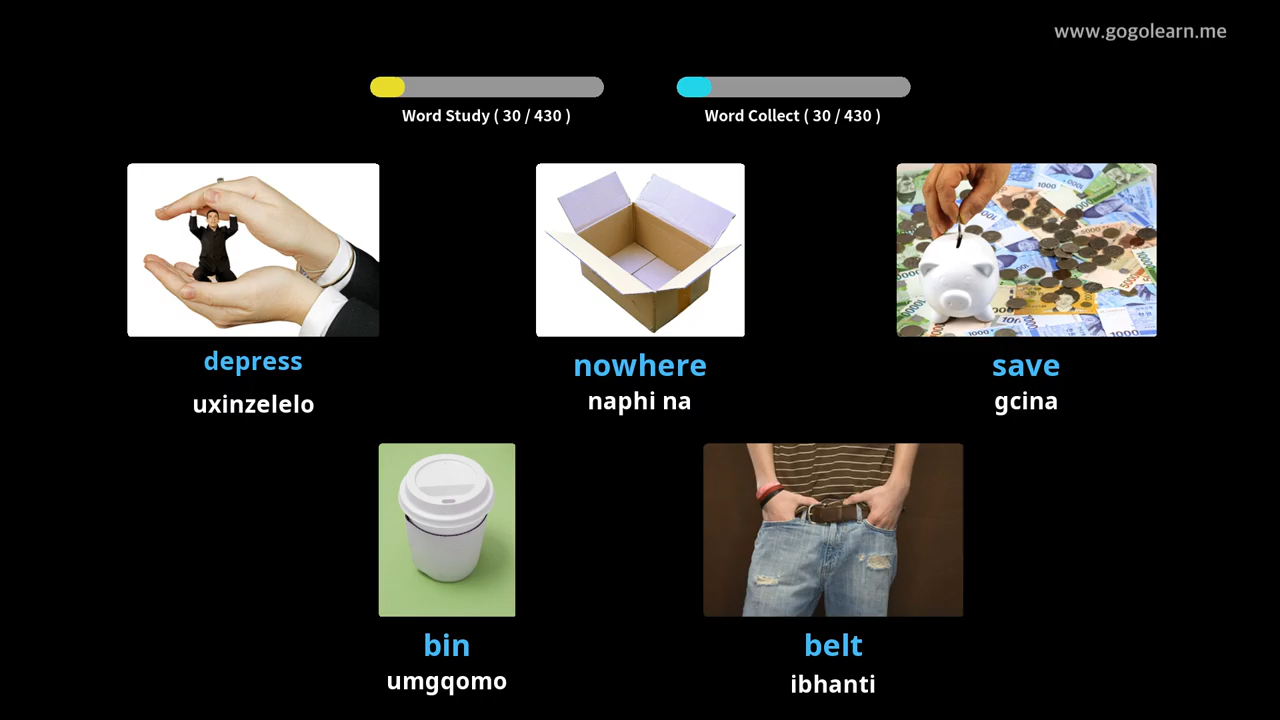 www.gogolearn.me
Word Study ( 30 / 430 )
Word Collect ( 30 / 430 )
depress
uxinzelelo
nowhere
naphi na
save
gcina
bin
umgqomo
belt
ibhanti